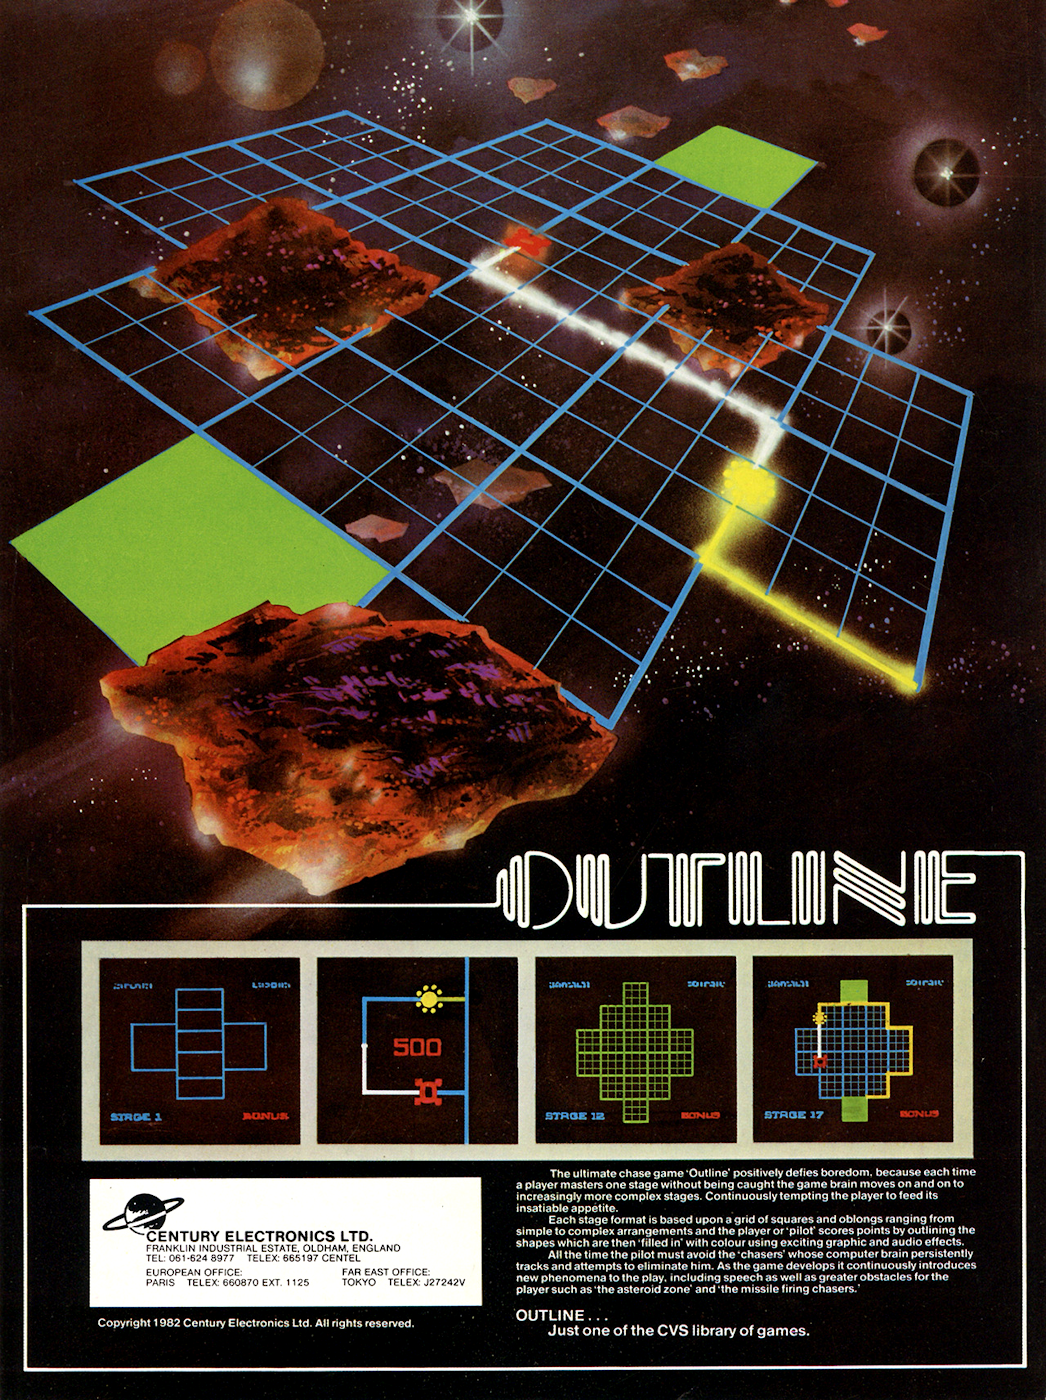 OUTLINE
STAGE 1
BONUS
500
STAGE 12
BONUS
STAGE 17
BONUS
CENTURY ELECTRONICS LTD.
FRANKLIN INDUSTRIAL ESTATE, OLDHAM, ENGLAND
TEL: 061-624 8977 TELEX: 665197 CENTEL
EUROPEAN OFFICE:
PARIS TELEX: 660870 EXT. 1125
FAR EAST OFFICE:
TOKYO TELEX: J27242V
Copyright 1982 Century Electronics Ltd. All rights reserved.
The ultimate chase game 'Outline' positively defies boredom, because each time
a player masters one stage without being caught the game brain moves on and on to
increasingly more complex stages. Continuously tempting the player to feed its
insatiable appetite.
Each stage format is based upon a grid of squares and oblongs ranging from
simple to complex arrangements and the player or 'pilot' scores points by outlining the
shapes which are then 'filled in' with colour using exciting graphic and audio effects.
All the time the pilot must avoid the 'chasers' whose computer brain persistently
tracks and attempts to eliminate him. As the game develops it continuously introduces
new phenomena to the play, including speech as well as greater obstacles for the
player such as 'the asteroid zone' and 'the missile firing chasers.'
OUTLINE...
Just one of the CVS library of games.